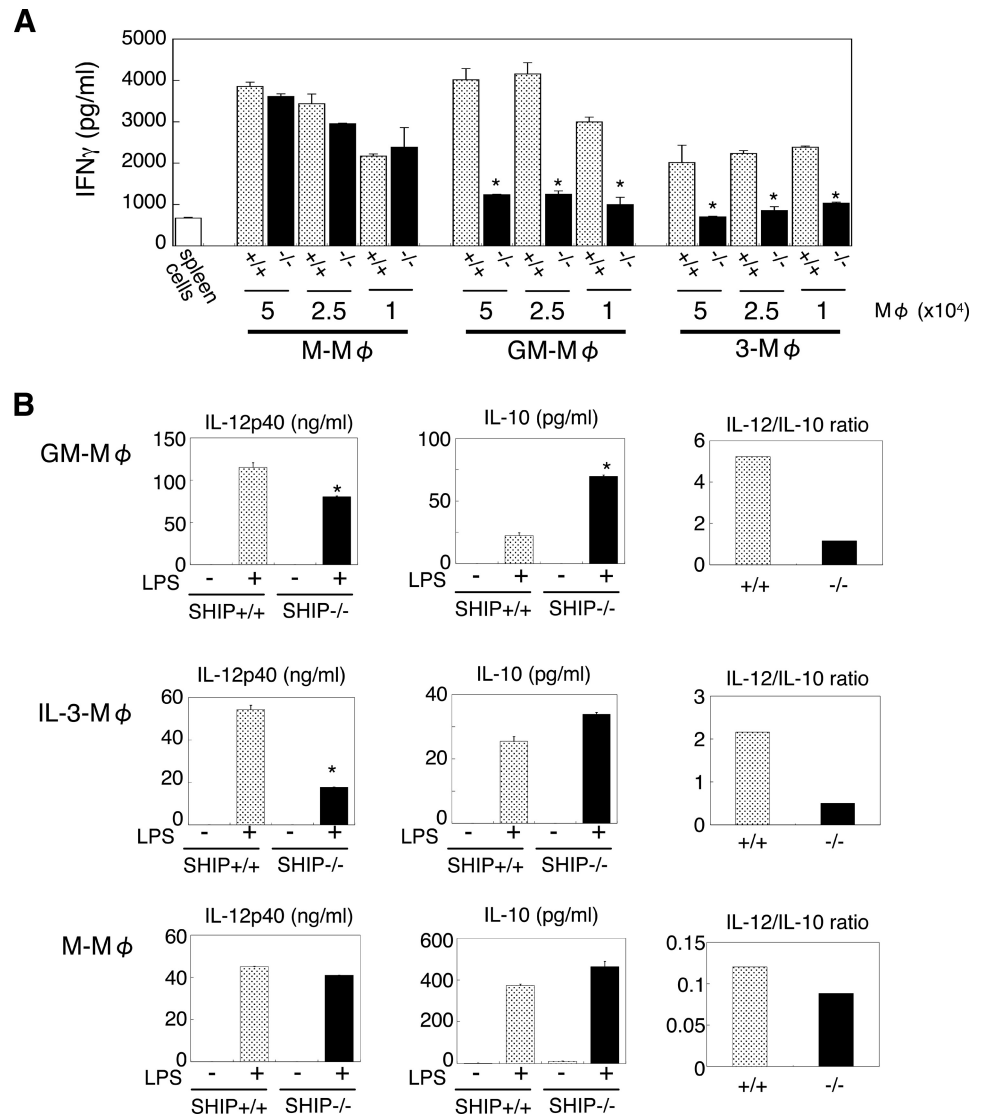 A
IFNγ (pg/ml)
5000
4000
3000
2000
1000
0
* * * * * *
spleen cells
+/+ -/- +/+ -/- +/+ -/- +/+ -/- +/+ -/- +/+ -/- +/+ -/- +/+ -/- +/+ -/-
5 2.5 1 5 2.5 1 5 2.5 1 Mϕ (x10⁴)
M-Mϕ GM-Mϕ 3-Mϕ
B
GM-Mϕ
IL-12p40 (ng/ml)
150
100
50
0
*
LPS - + - +
SHIP+/+ SHIP-/-
IL-10 (pg/ml)
100
50
0
*
- + - +
SHIP+/+ SHIP-/-
IL-12/IL-10 ratio
6
4
2
0
+/+ -/-
IL-3-Mϕ
IL-12p40 (ng/ml)
60
40
20
0
*
LPS - + - +
SHIP+/+ SHIP-/-
IL-10 (pg/ml)
40
20
0
LPS - + - +
SHIP+/+ SHIP-/-
IL-12/IL-10 ratio
3
2
1
0
+/+ -/-
M-Mϕ
IL-12p40 (ng/ml)
60
40
20
0
LPS - + - +
SHIP+/+ SHIP-/-
IL-10 (pg/ml)
600
400
200
0
LPS - + - +
SHIP+/+ SHIP-/-
IL-12/IL-10 ratio
0.15
0.1
0.05
0
+/+ -/-